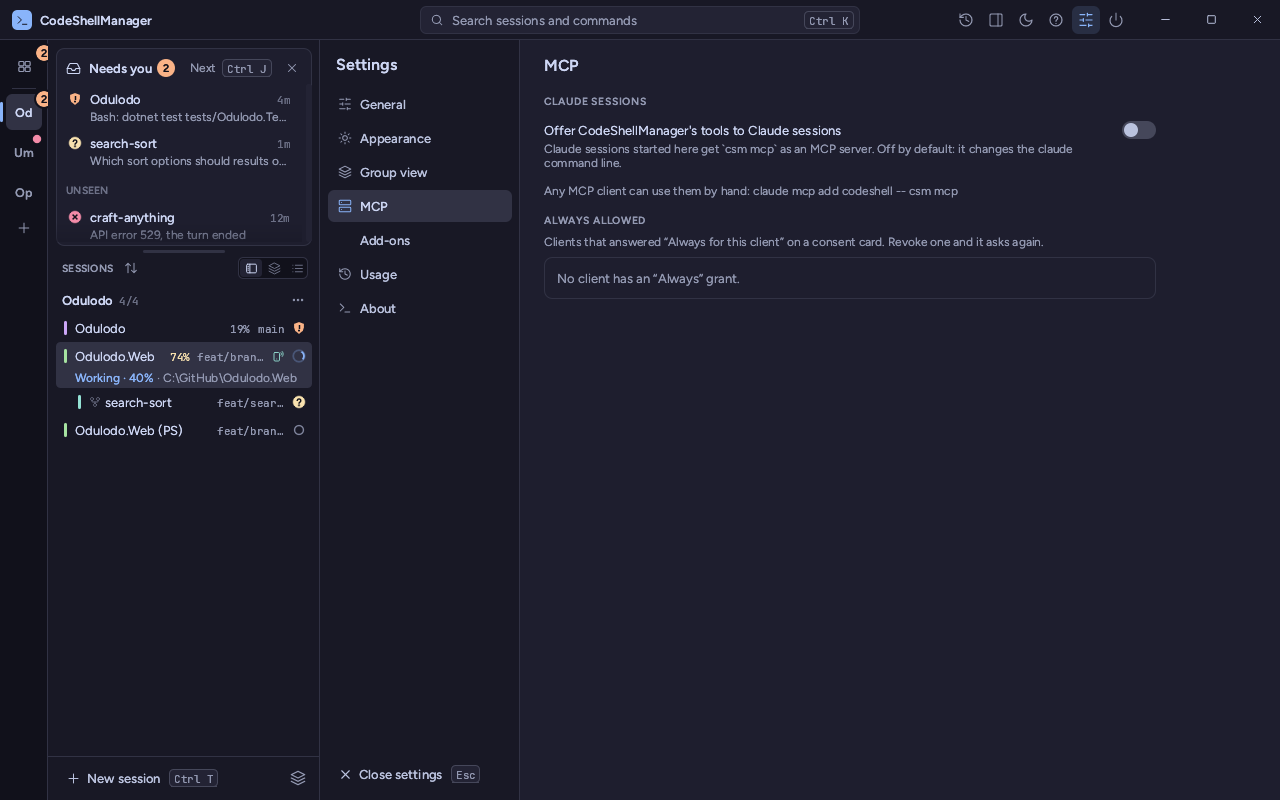 CodeShellManager
Search sessions and commands
Ctrl K
2
Needs you 2 Next Ctrl J
Odulodo 4m
Bash: dotnet test tests/Odulodo.Te…
search-sort 1m
Which sort options should results o…
UNSEEN
craft-anything 12m
API error 529, the turn ended
Od 2
Um
Op
SESSIONS
Odulodo 4/4
Odulodo 19% main
Odulodo.Web 74% feat/bran…
Working · 40% · C:\GitHub\Odulodo.Web
search-sort feat/sear…
Odulodo.Web (PS) feat/bran…
New session Ctrl T
Settings
General
Appearance
Group view
MCP
Add-ons
Usage
About
Close settings Esc
MCP
CLAUDE SESSIONS
Offer CodeShellManager's tools to Claude sessions
Claude sessions started here get `csm mcp` as an MCP server. Off by default: it changes the claude
command line.
Any MCP client can use them by hand: claude mcp add codeshell -- csm mcp
ALWAYS ALLOWED
Clients that answered “Always for this client” on a consent card. Revoke one and it asks again.
No client has an “Always” grant.